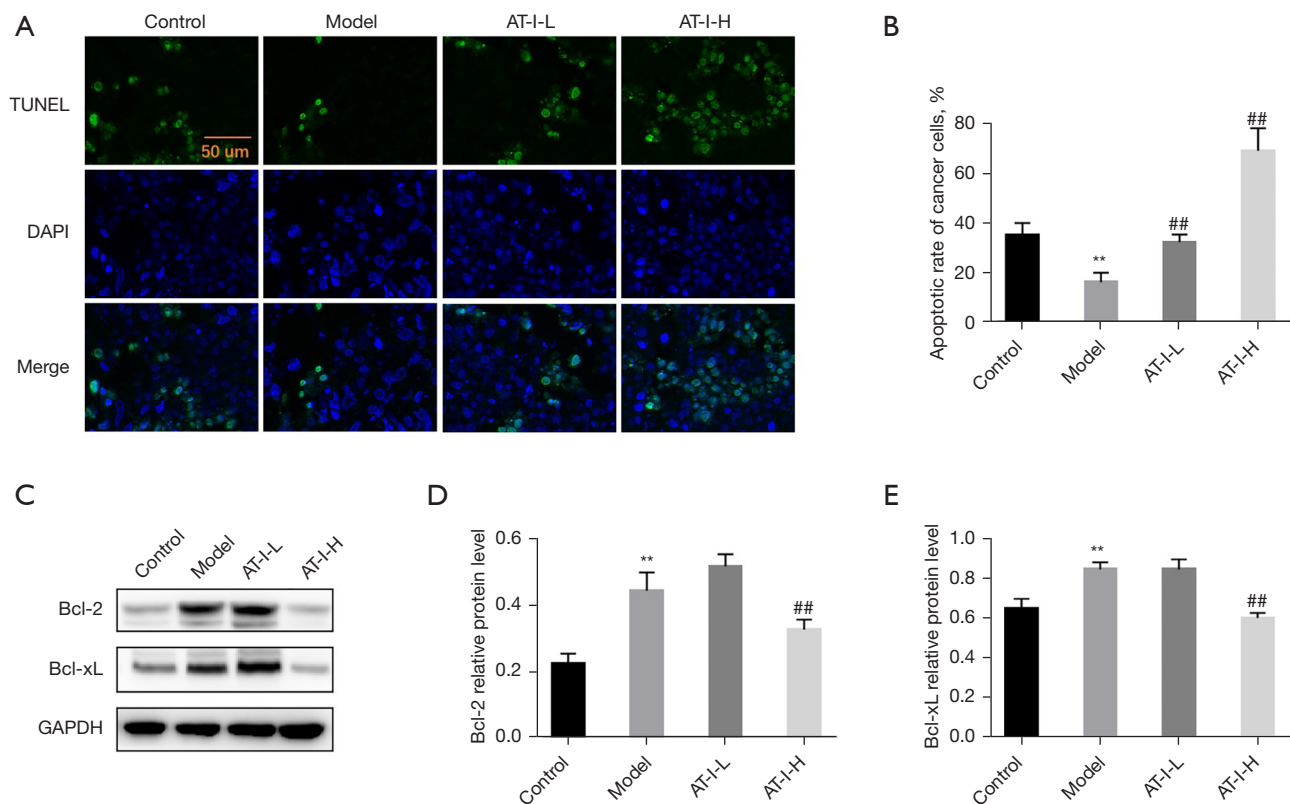 A
Control Model AT-I-L AT-I-H
TUNEL
50 um
DAPI
Merge
B
Apoptotic rate of cancer cells, %
80
60
40
20
0
**
##
##
Control Model AT-I-L AT-I-H
C
Control Model AT-I-L AT-I-H
Bcl-2
Bcl-xL
GAPDH
D
Bcl-2 relative protein level
0.6
0.4
0.2
0.0
**
##
Control Model AT-I-L AT-I-H
E
Bcl-xL relative protein level
1.0
0.8
0.6
0.4
0.2
0.0
**
##
Control Model AT-I-L AT-I-H